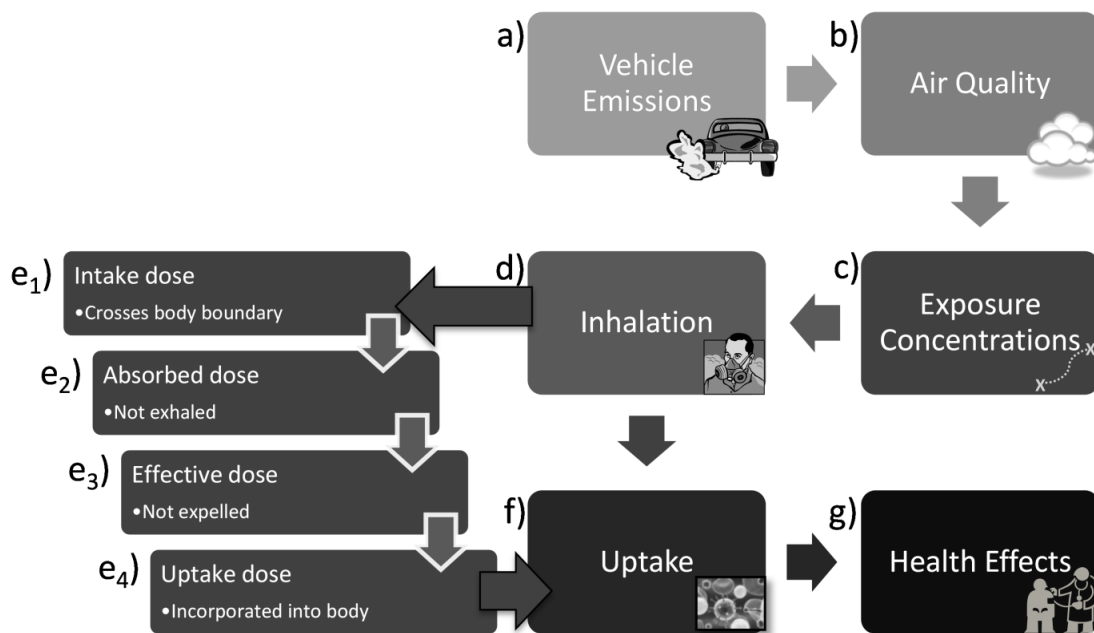 a)
Vehicle
Emissions
b)
Air Quality
c)
Exposure
Concentrations
x
x
d)
Inhalation
e₁)
Intake dose
•Crosses body boundary
e₂)
Absorbed dose
•Not exhaled
e₃)
Effective dose
•Not expelled
e₄)
Uptake dose
•Incorporated into body
f)
Uptake
g)
Health Effects